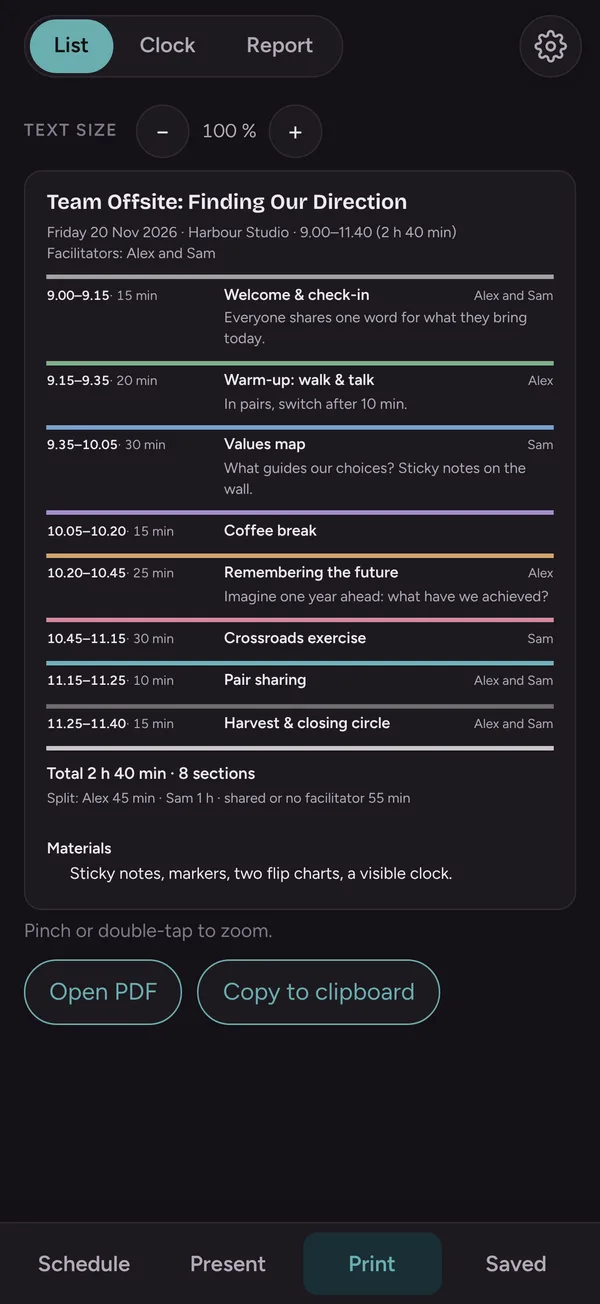 List Clock Report
TEXT SIZE − 100 % +
Team Offsite: Finding Our Direction
Friday 20 Nov 2026 · Harbour Studio · 9.00–11.40 (2 h 40 min)
Facilitators: Alex and Sam
9.00–9.15· 15 min Welcome & check-in Alex and Sam
Everyone shares one word for what they bring
today.
9.15–9.35· 20 min Warm-up: walk & talk Alex
In pairs, switch after 10 min.
9.35–10.05· 30 min Values map Sam
What guides our choices? Sticky notes on the
wall.
10.05–10.20· 15 min Coffee break
10.20–10.45· 25 min Remembering the future Alex
Imagine one year ahead: what have we achieved?
10.45–11.15· 30 min Crossroads exercise Sam
11.15–11.25· 10 min Pair sharing Alex and Sam
11.25–11.40· 15 min Harvest & closing circle Alex and Sam
Total 2 h 40 min · 8 sections
Split: Alex 45 min · Sam 1 h · shared or no facilitator 55 min
Materials
Sticky notes, markers, two flip charts, a visible clock.
Pinch or double-tap to zoom.
Open PDF Copy to clipboard
Schedule Present Print Saved